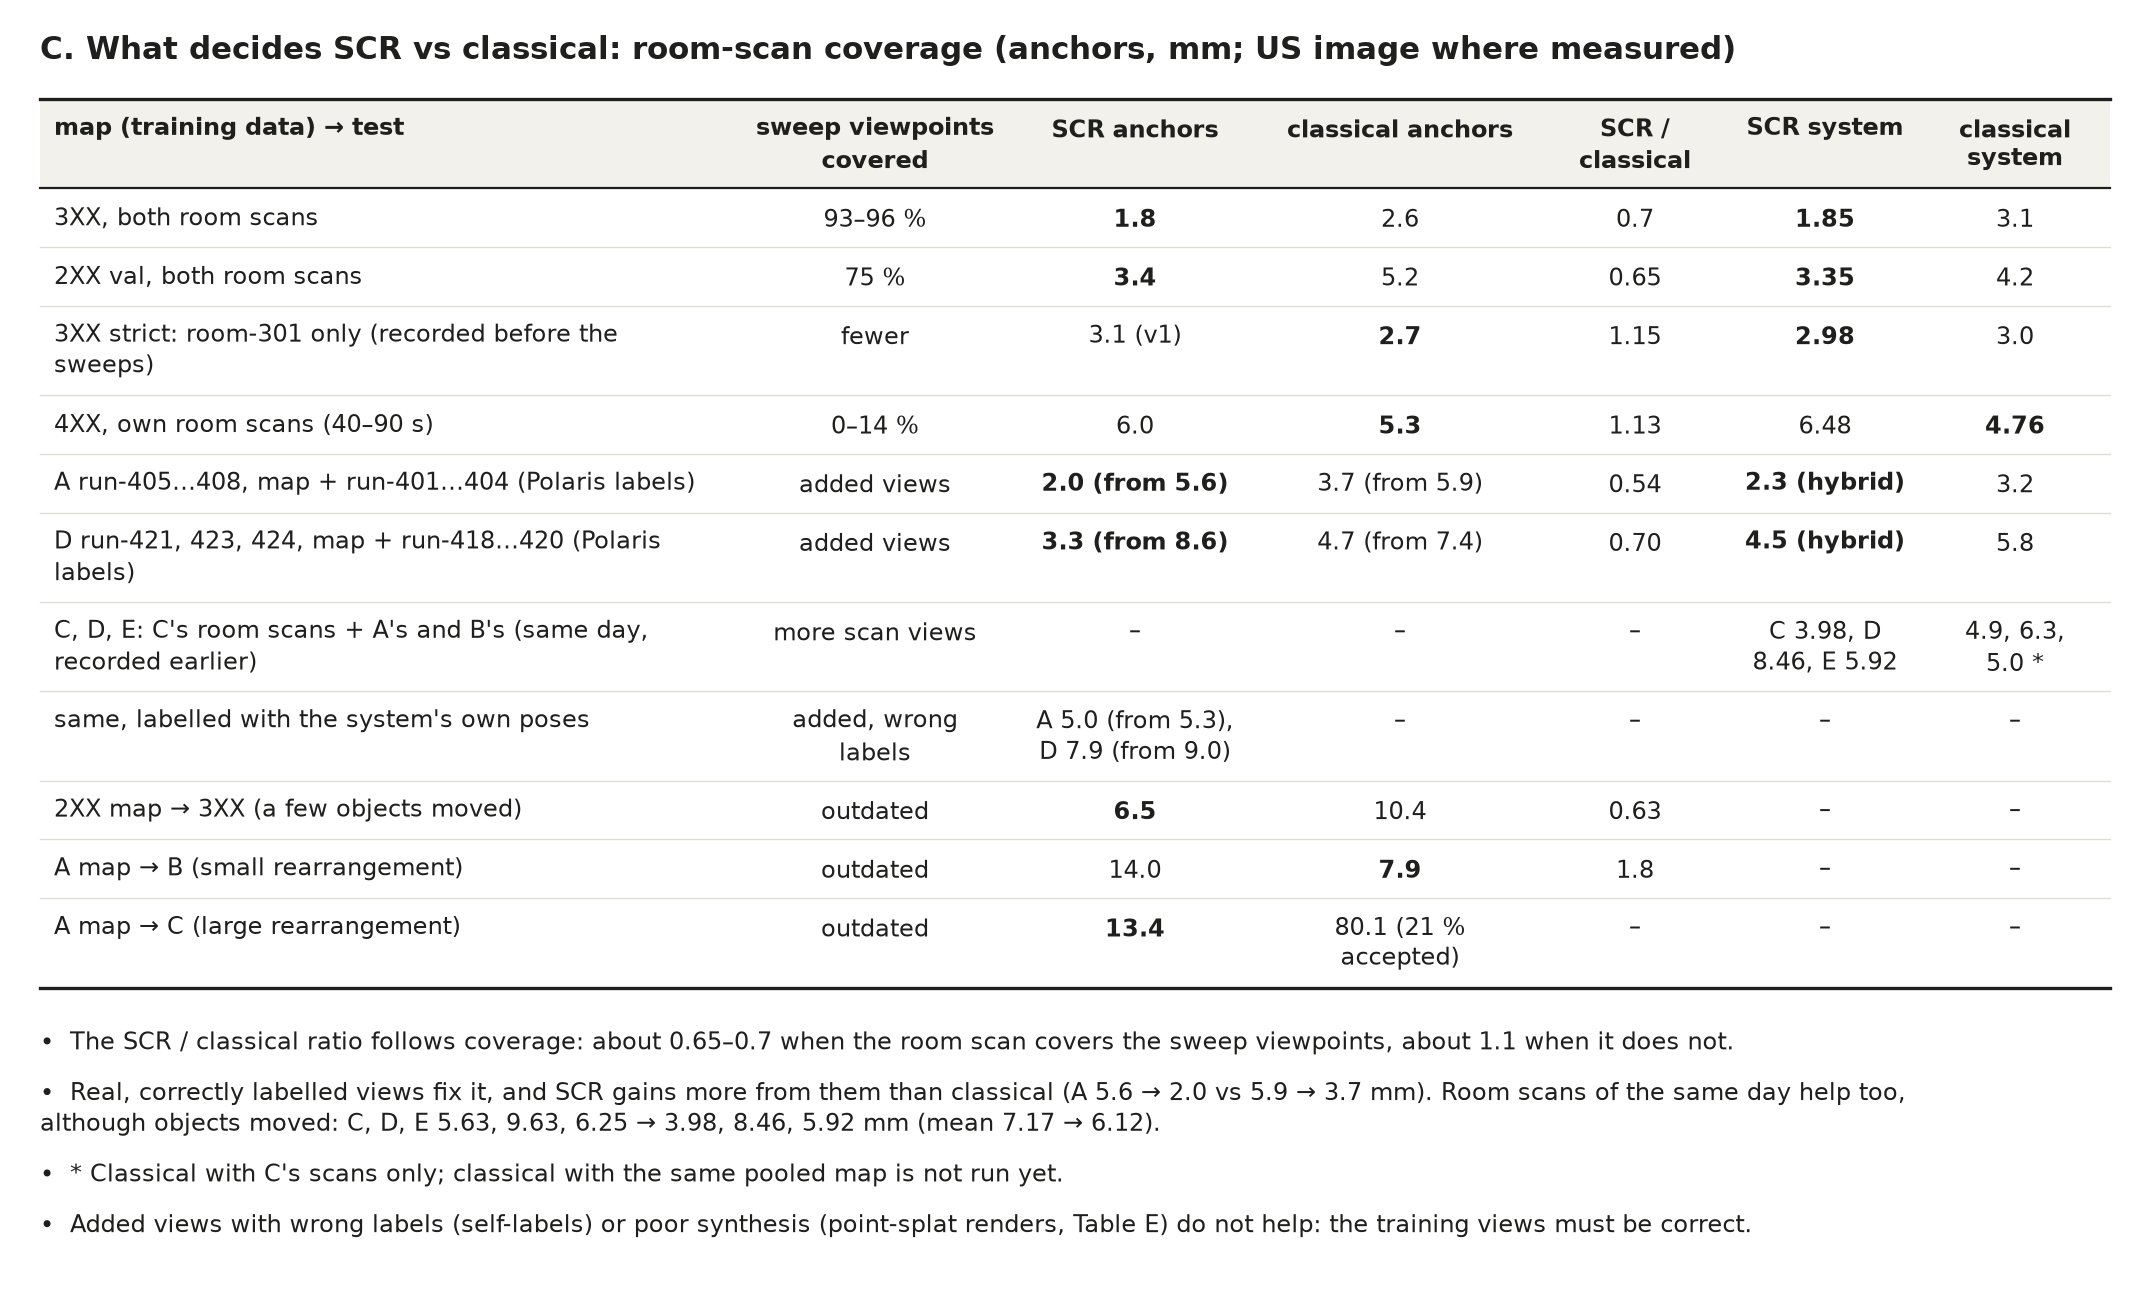 C. What decides SCR vs classical: room-scan coverage (anchors, mm; US image where measured)
map (training data) → test sweep viewpoints covered SCR anchors classical anchors SCR / classical SCR system classical system
3XX, both room scans 93–96 % 1.8 2.6 0.7 1.85 3.1
2XX val, both room scans 75 % 3.4 5.2 0.65 3.35 4.2
3XX strict: room-301 only (recorded before the sweeps) fewer 3.1 (v1) 2.7 1.15 2.98 3.0
4XX, own room scans (40–90 s) 0–14 % 6.0 5.3 1.13 6.48 4.76
A run-405…408, map + run-401…404 (Polaris labels) added views 2.0 (from 5.6) 3.7 (from 5.9) 0.54 2.3 (hybrid) 3.2
D run-421, 423, 424, map + run-418…420 (Polaris labels) added views 3.3 (from 8.6) 4.7 (from 7.4) 0.70 4.5 (hybrid) 5.8
C, D, E: C's room scans + A's and B's (same day, recorded earlier) more scan views – – – C 3.98, D 8.46, E 5.92 4.9, 6.3, 5.0 *
same, labelled with the system's own poses added, wrong labels A 5.0 (from 5.3), D 7.9 (from 9.0) – – – –
2XX map → 3XX (a few objects moved) outdated 6.5 10.4 0.63 – –
A map → B (small rearrangement) outdated 14.0 7.9 1.8 – –
A map → C (large rearrangement) outdated 13.4 80.1 (21 % accepted) – – –
• The SCR / classical ratio follows coverage: about 0.65–0.7 when the room scan covers the sweep viewpoints, about 1.1 when it does not.
• Real, correctly labelled views fix it, and SCR gains more from them than classical (A 5.6 → 2.0 vs 5.9 → 3.7 mm). Room scans of the same day help too,
although objects moved: C, D, E 5.63, 9.63, 6.25 → 3.98, 8.46, 5.92 mm (mean 7.17 → 6.12).
• * Classical with C's scans only; classical with the same pooled map is not run yet.
• Added views with wrong labels (self-labels) or poor synthesis (point-splat renders, Table E) do not help: the training views must be correct.